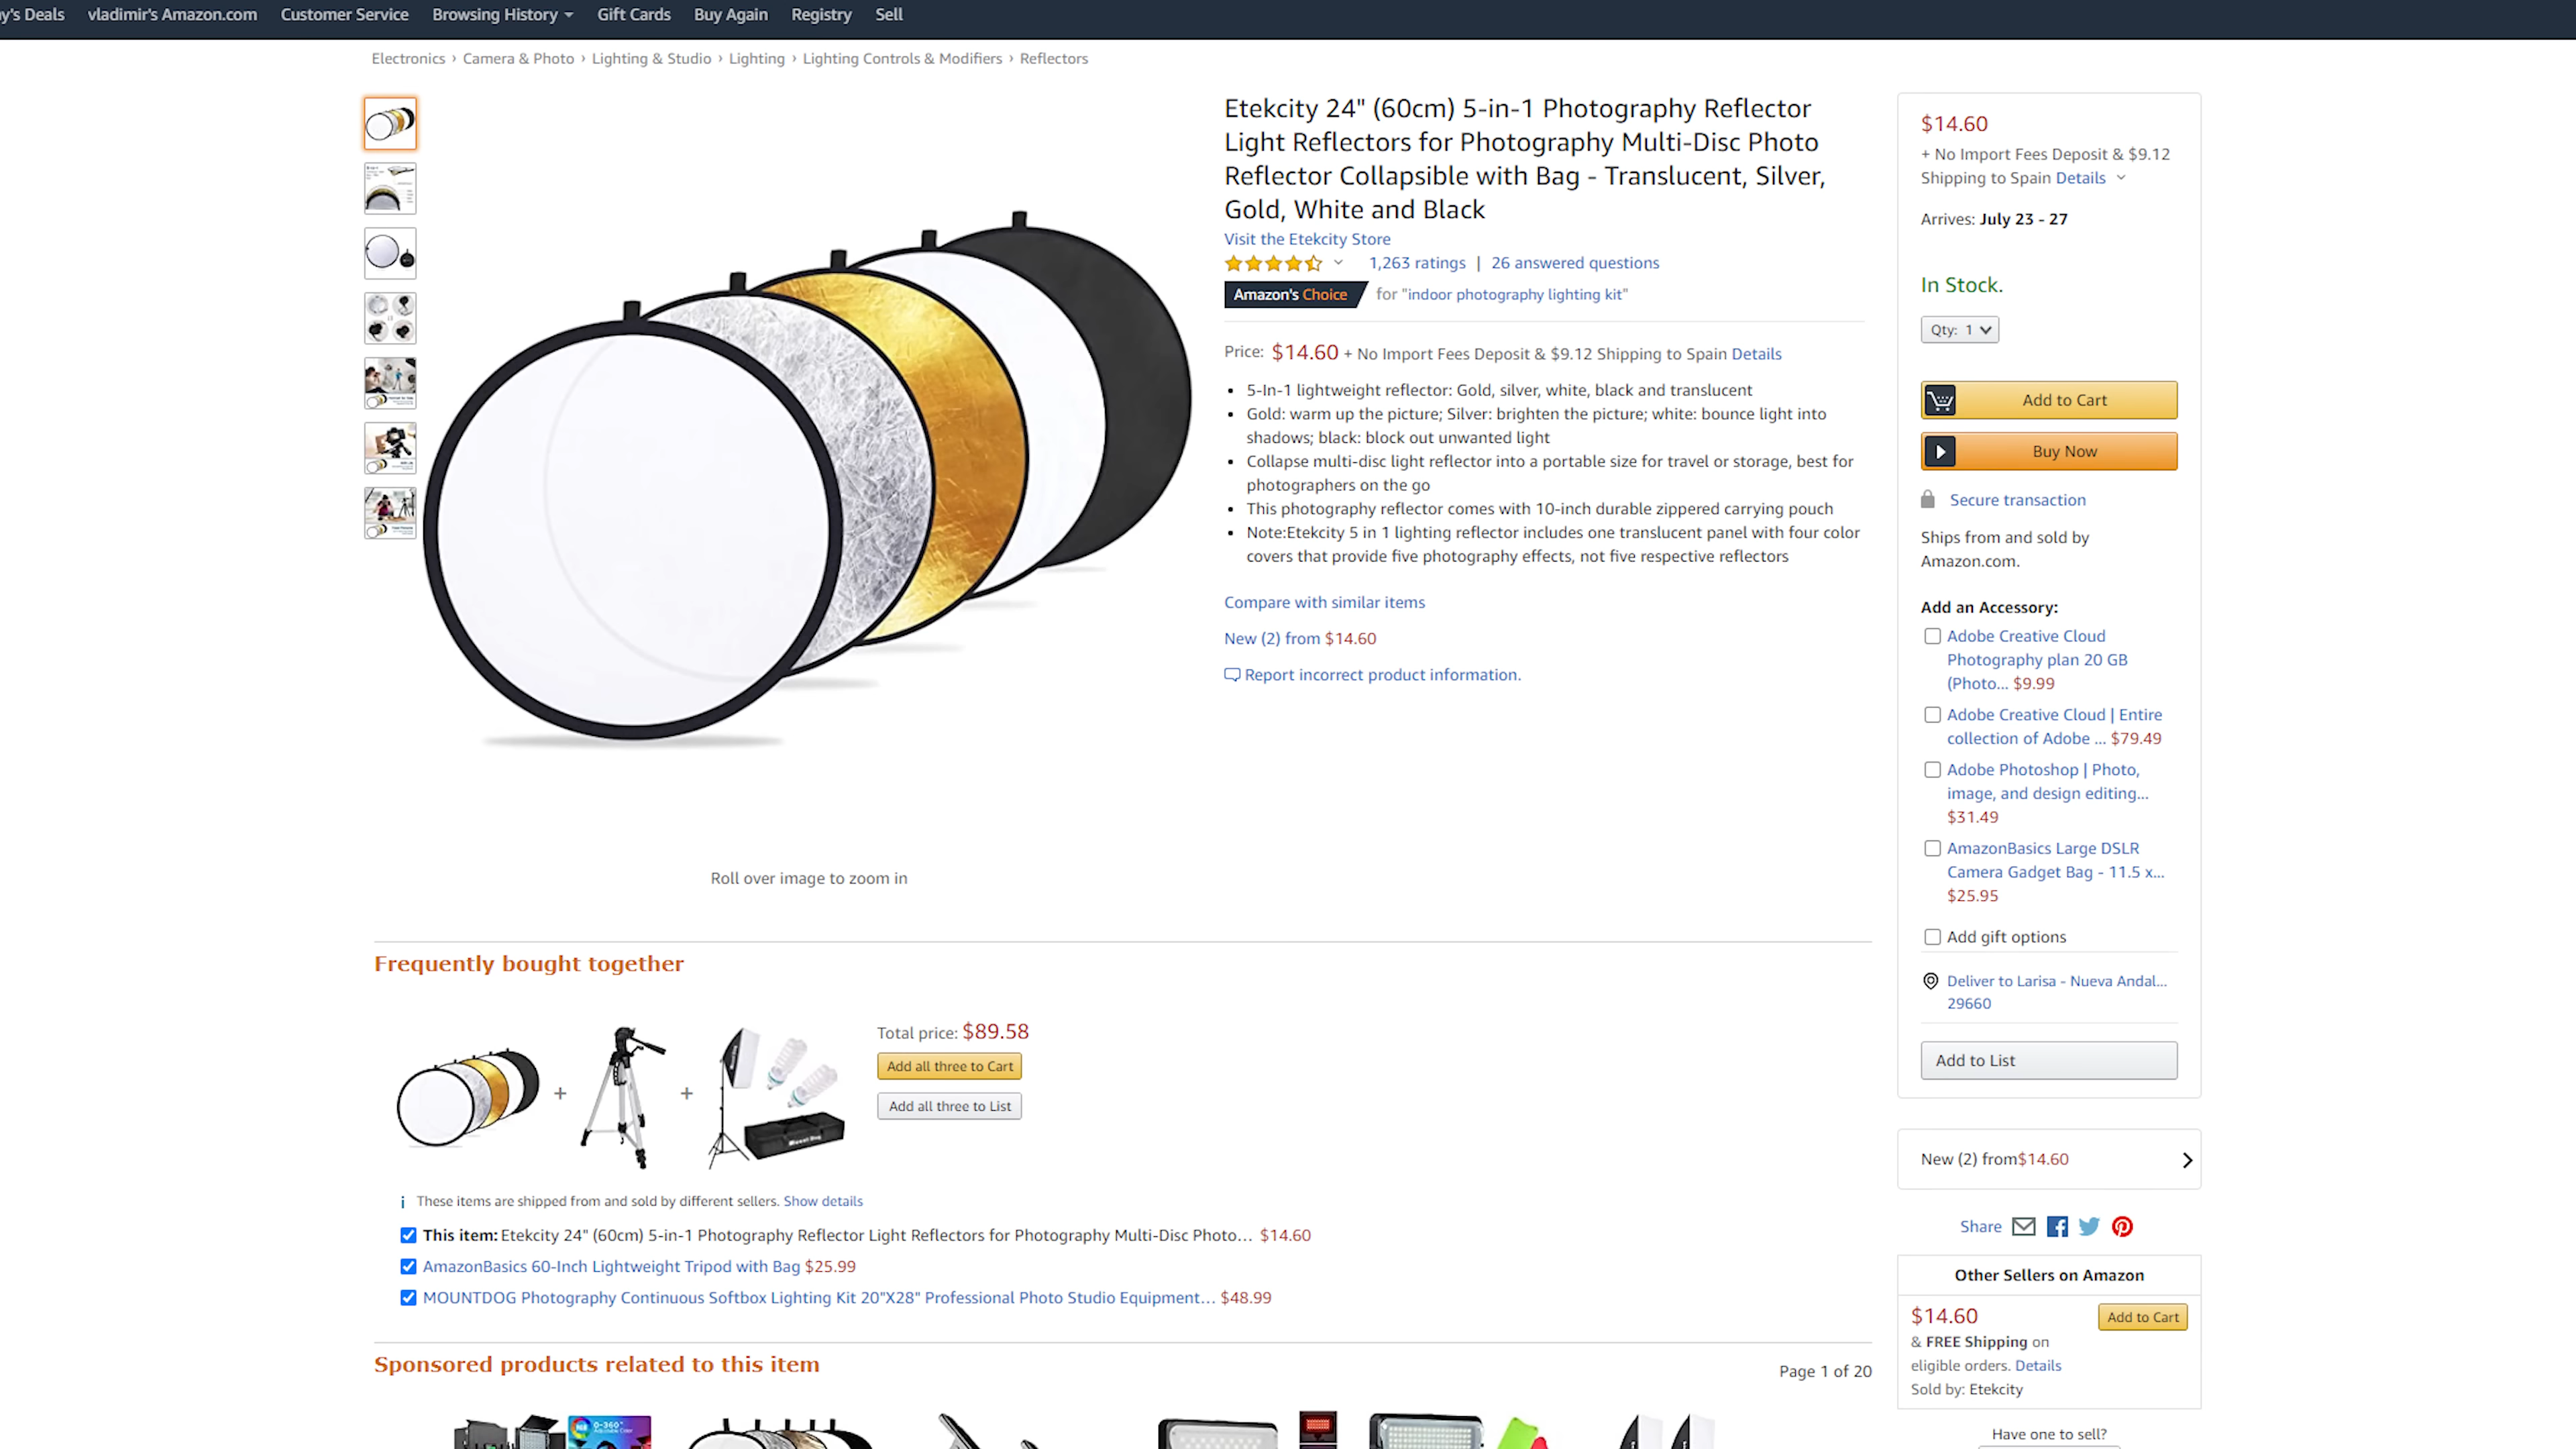 y's Deals vladimir's Amazon.com Customer Service Browsing History Gift Cards Buy Again Registry Sell
Electronics › Camera & Photo › Lighting & Studio › Lighting › Lighting Controls & Modifiers › Reflectors
Etekcity 24" (60cm) 5-in-1 Photography Reflector
Light Reflectors for Photography Multi-Disc Photo
Reflector Collapsible with Bag - Translucent, Silver,
Gold, White and Black
Visit the Etekcity Store
1,263 ratings | 26 answered questions
Amazon's Choice for "indoor photography lighting kit"
Price: $14.60 + No Import Fees Deposit & $9.12 Shipping to Spain Details
• 5-In-1 lightweight reflector: Gold, silver, white, black and translucent
• Gold: warm up the picture; Silver: brighten the picture; white: bounce light into
shadows; black: block out unwanted light
• Collapse multi-disc light reflector into a portable size for travel or storage, best for
photographers on the go
• This photography reflector comes with 10-inch durable zippered carrying pouch
• Note:Etekcity 5 in 1 lighting reflector includes one translucent panel with four color
covers that provide five photography effects, not five respective reflectors
Compare with similar items
New (2) from $14.60
Report incorrect product information.
Roll over image to zoom in
$14.60
+ No Import Fees Deposit & $9.12
Shipping to Spain Details
Arrives: July 23 - 27
In Stock.
Qty: 1
Add to Cart
Buy Now
Secure transaction
Ships from and sold by
Amazon.com.
Add an Accessory:
Adobe Creative Cloud
Photography plan 20 GB
(Photo... $9.99
Adobe Creative Cloud | Entire
collection of Adobe ... $79.49
Adobe Photoshop | Photo,
image, and design editing...
$31.49
AmazonBasics Large DSLR
Camera Gadget Bag - 11.5 x...
$25.95
Add gift options
Deliver to Larisa - Nueva Andal...
29660
Add to List
New (2) from$14.60
Share
Other Sellers on Amazon
$14.60
Add to Cart
& FREE Shipping on
eligible orders. Details
Sold by: Etekcity
Have one to sell?
Frequently bought together
+ +
Total price: $89.58
Add all three to Cart
Add all three to List
These items are shipped from and sold by different sellers. Show details
This item: Etekcity 24" (60cm) 5-in-1 Photography Reflector Light Reflectors for Photography Multi-Disc Photo... $14.60
AmazonBasics 60-Inch Lightweight Tripod with Bag $25.99
MOUNTDOG Photography Continuous Softbox Lighting Kit 20"X28" Professional Photo Studio Equipment... $48.99
Sponsored products related to this item
Page 1 of 20
0-360°